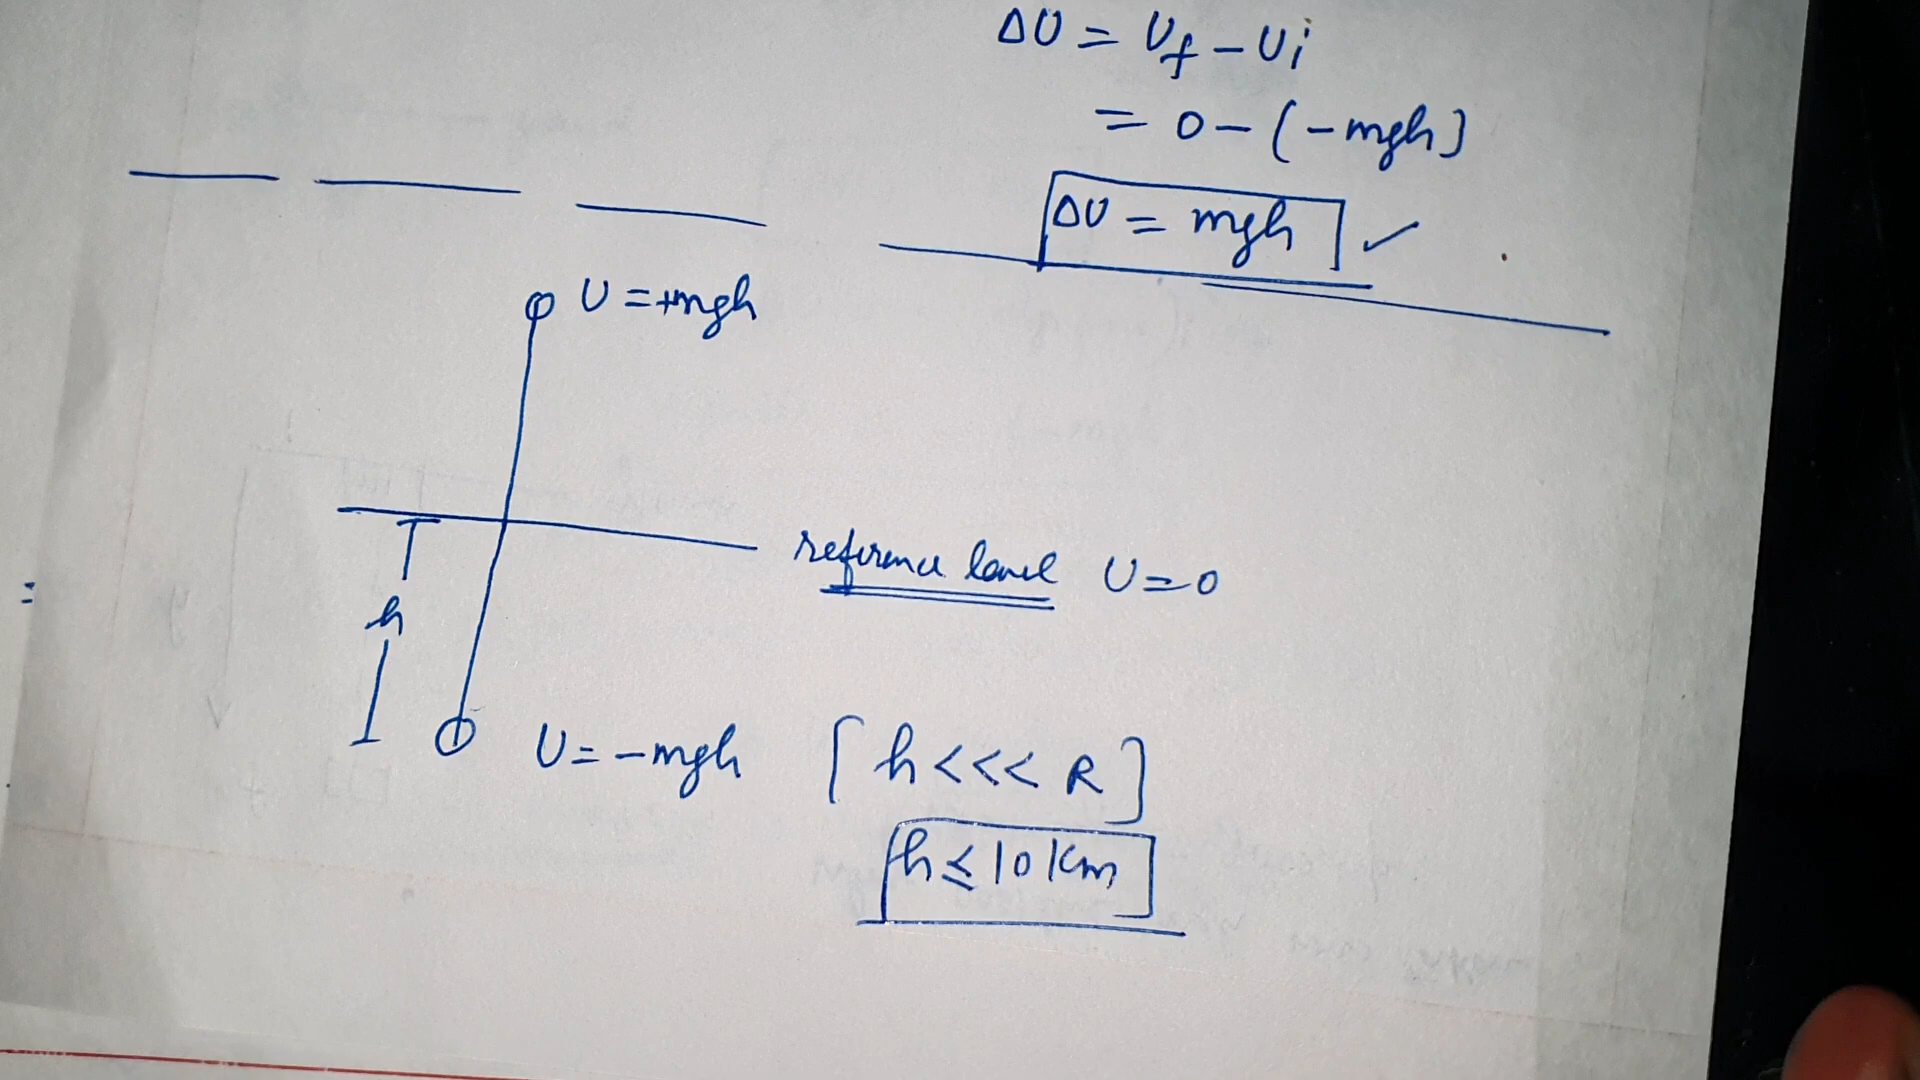 ΔU = Uf - Ui
= 0 - (-mgh)
ΔU = mgh ✓
U = +mgh
reference level U = 0
h
U = -mgh [h <<< R]
h ≤ 10 Km